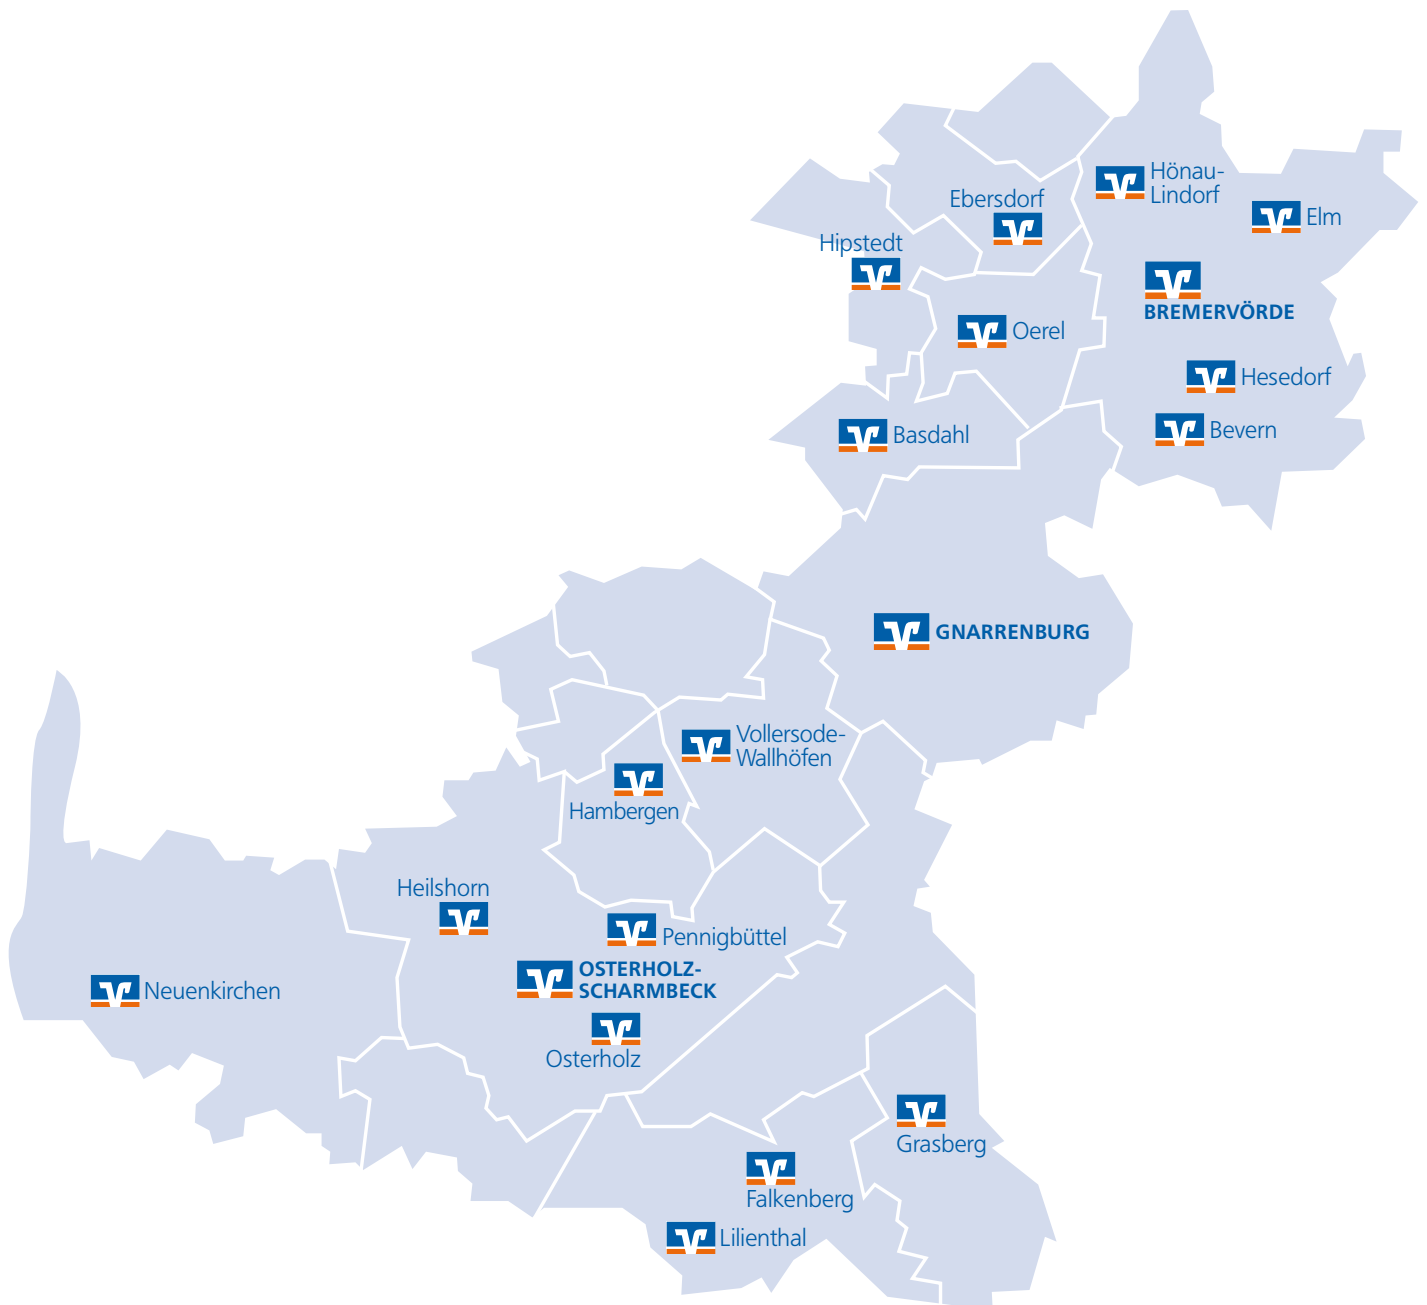 Hönau-
Lindorf
Ebersdorf
Elm
Hipstedt
BREMERVÖRDE
Oerel
Hesedorf
Basdahl
Bevern
GNARRENBURG
Vollersode-
Wallhöfen
Hambergen
Heilshorn
Pennigbüttel
OSTERHOLZ-
SCHARMBECK
Neuenkirchen
Osterholz
Grasberg
Falkenberg
Lilienthal